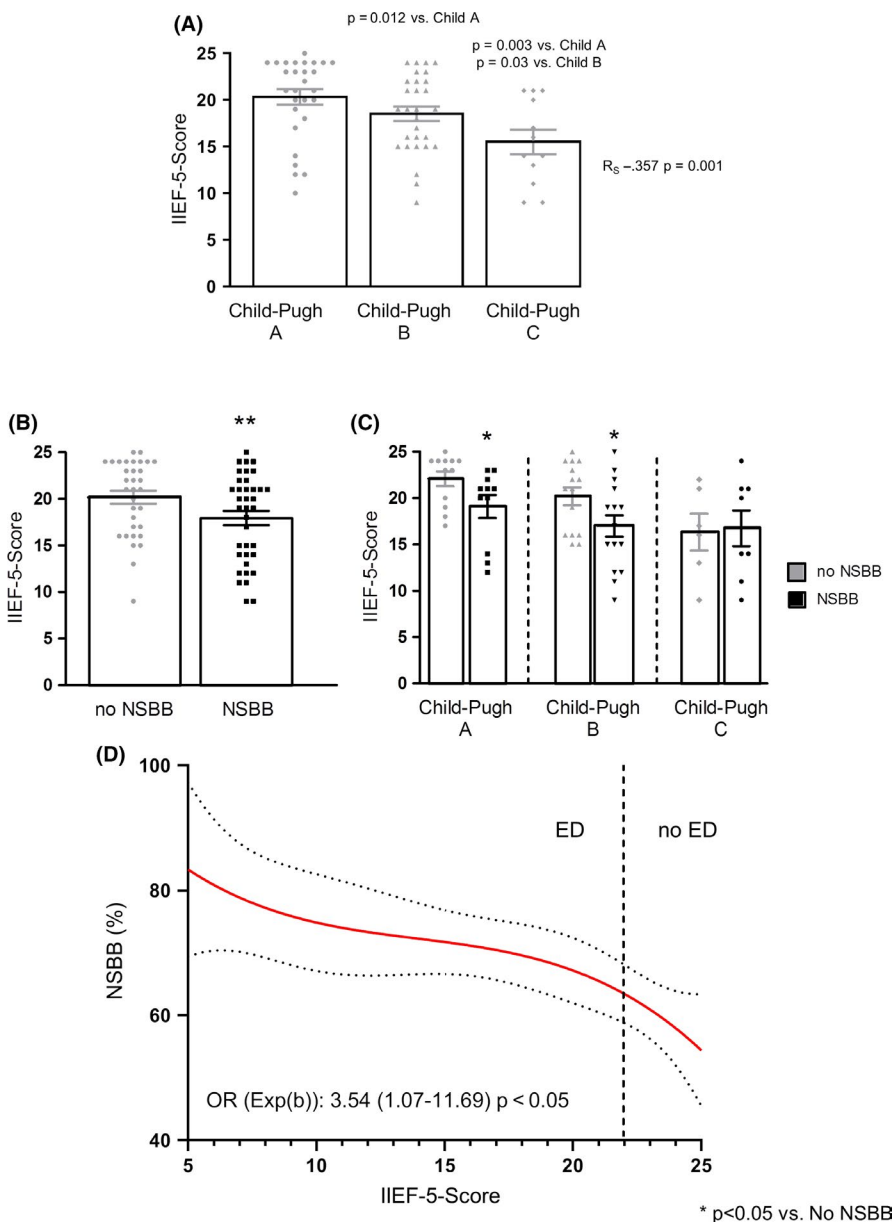 (A)
p = 0.012 vs. Child A
p = 0.003 vs. Child A
p = 0.03 vs. Child B
25
20
15
10
5
0
IIEF-5-Score
R_S –.357 p = 0.001
Child-Pugh A
Child-Pugh B
Child-Pugh C
(B)
**
25
20
15
10
5
0
IIEF-5-Score
no NSBB
NSBB
(C)
*
*
25
20
15
10
5
0
IIEF-5-Score
Child-Pugh A
Child-Pugh B
Child-Pugh C
no NSBB
NSBB
(D)
100
80
60
40
NSBB (%)
ED
no ED
OR (Exp(b)): 3.54 (1.07-11.69) p < 0.05
5
10
15
20
25
IIEF-5-Score
* p<0.05 vs. No NSBB